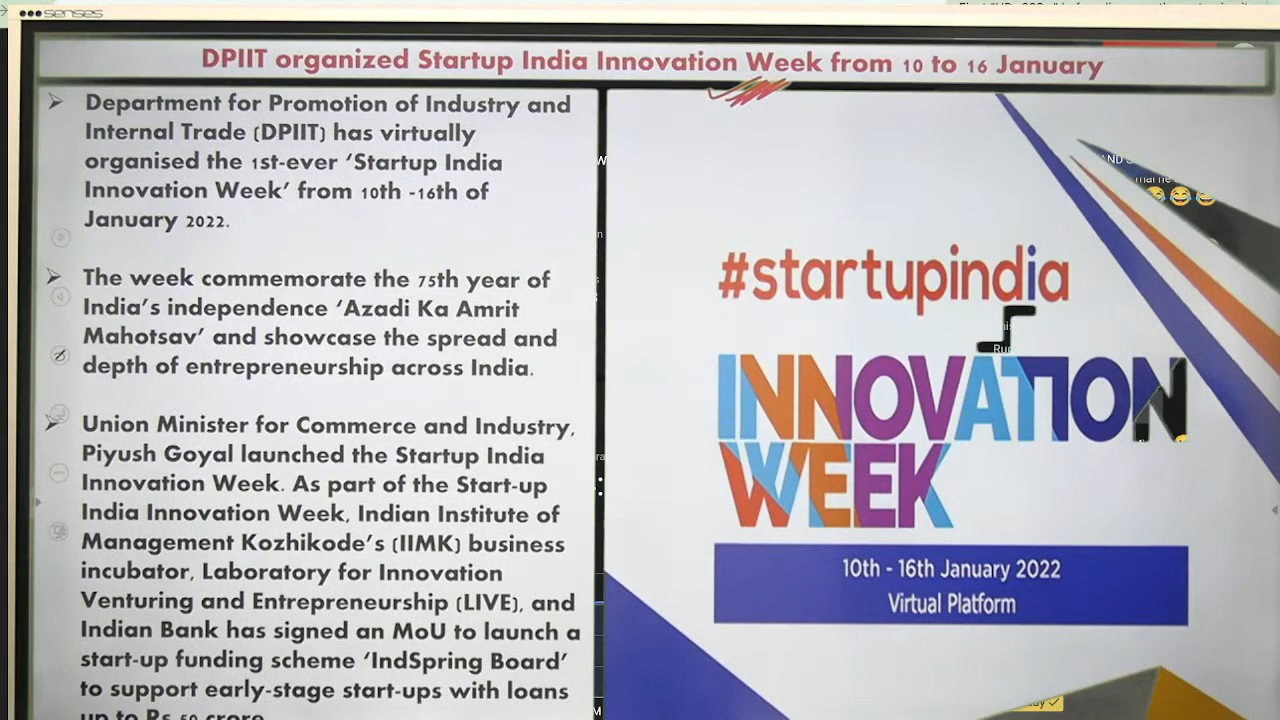 senses
DPIIT organized Startup India Innovation Week from 10 to 16 January
Department for Promotion of Industry and
Internal Trade (DPIIT) has virtually
organised the 1st-ever ‘Startup India
Innovation Week’ from 10th -16th of
January 2022.
The week commemorate the 75th year of
India’s independence ‘Azadi Ka Amrit
Mahotsav’ and showcase the spread and
depth of entrepreneurship across India.
Union Minister for Commerce and Industry,
Piyush Goyal launched the Startup India
Innovation Week. As part of the Start-up
India Innovation Week, Indian Institute of
Management Kozhikode’s (IIMK) business
incubator, Laboratory for Innovation
Venturing and Entrepreneurship (LIVE), and
Indian Bank has signed an MoU to launch a
start-up funding scheme ‘IndSpring Board’
to support early-stage start-ups with loans
up to Rs 50 crore
#startupindia
INNOVATION
WEEK
10th - 16th January 2022
Virtual Platform